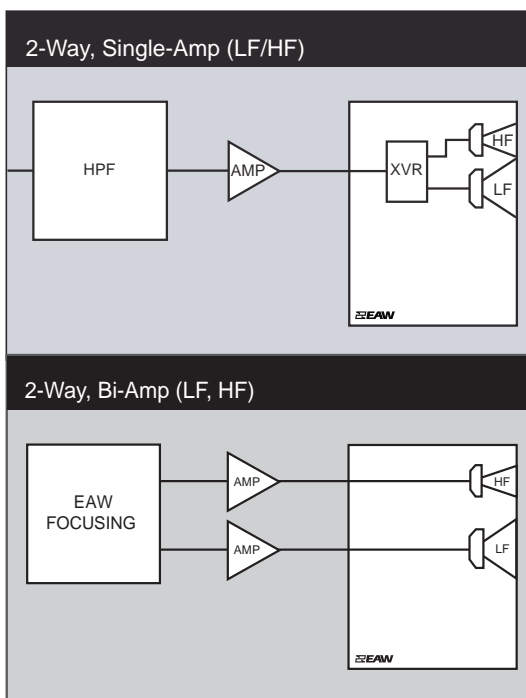 2-Way, Single-Amp (LF/HF)
HPF
AMP
XVR
HF
LF
EAW
2-Way, Bi-Amp (LF, HF)
EAW
FOCUSING
AMP
HF
AMP
LF
EAW